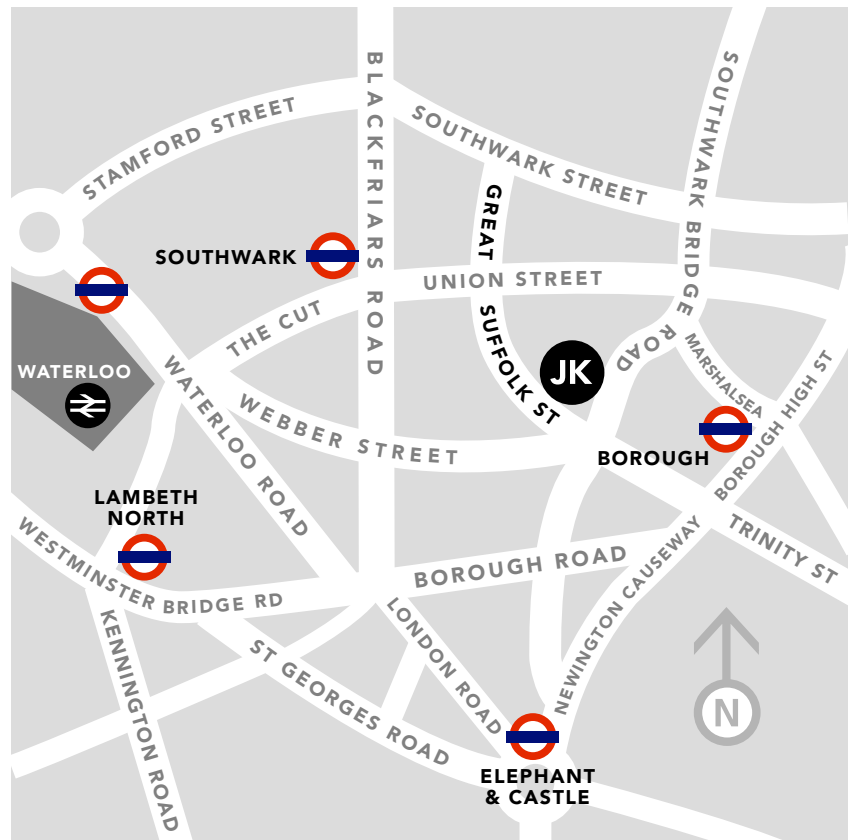 BLACKFRIARS ROAD
SOUTHWARK BRIDGE ROAD
STAMFORD STREET
SOUTHWARK STREET
GREAT SUFFOLK ST
SOUTHWARK
UNION STREET
THE CUT
WATERLOO
WATERLOO ROAD
JK
MARSHALSEA
BOROUGH HIGH ST
WEBBER STREET
BOROUGH
LAMBETH
NORTH
WESTMINSTER BRIDGE RD
BOROUGH ROAD
TRINITY ST
NEWINGTON CAUSEWAY
KENNINGTON ROAD
LONDON ROAD
ST GEORGES ROAD
N
ELEPHANT
& CASTLE